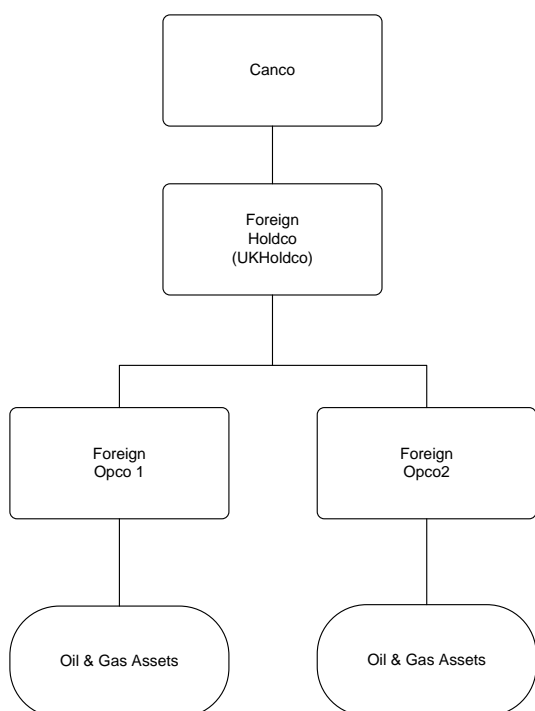 Canco
Foreign
Holdco
(UKHoldco)
Foreign
Opco 1
Foreign
Opco2
Oil & Gas Assets
Oil & Gas Assets